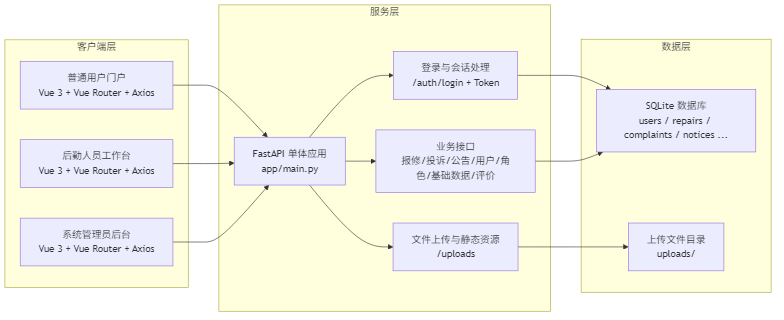 客户端层
普通用户门户
Vue 3 + Vue Router + Axios
后勤人员工作台
Vue 3 + Vue Router + Axios
系统管理员后台
Vue 3 + Vue Router + Axios
服务层
FastAPI 单体应用
app/main.py
登录与会话处理
/auth/login + Token
业务接口
报修/投诉/公告/用户/角
色/基础数据/评价
文件上传与静态资源
/uploads
数据层
SQLite 数据库
users / repairs /
complaints / notices ...
上传文件目录
uploads/